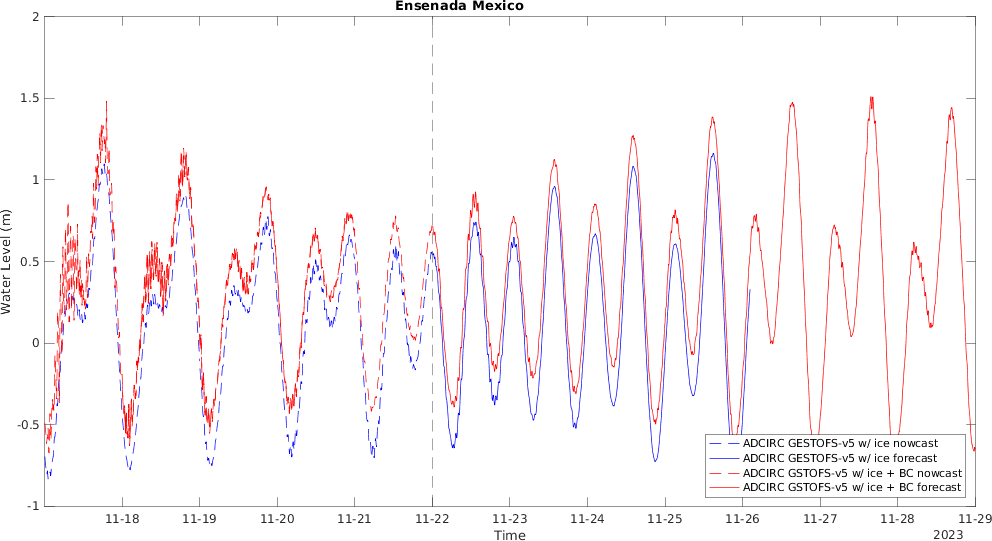 Ensenada Mexico
2
1.5
1
0.5
0
-0.5
-1
Water Level (m)
ADCIRC GESTOFS-v5 w/ ice nowcast
ADCIRC GESTOFS-v5 w/ ice forecast
ADCIRC GSTOFS-v5 w/ ice + BC nowcast
ADCIRC GSTOFS-v5 w/ ice + BC forecast
11-18 11-19 11-20 11-21 11-22 11-23 11-24 11-25 11-26 11-27 11-28 11-29
Time
2023